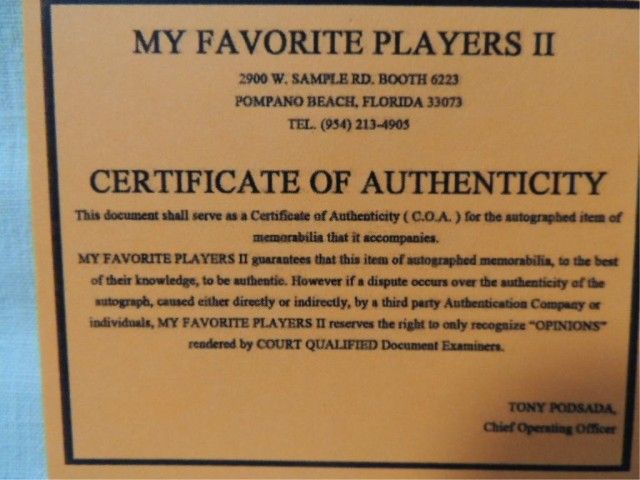 MY FAVORITE PLAYERS II
2900 W. SAMPLE RD. BOOTH 6223
POMPANO BEACH, FLORIDA 33073
TEL. (954) 213-4905
CERTIFICATE OF AUTHENTICITY
This document shall serve as a Certificate of Authenticity ( C.O.A. ) for the autographed item of
memorabilia that it accompanies.
MY FAVORITE PLAYERS II guarantees that this item of autographed memorabilia, to the best
of their knowledge, to be authentic. However if a dispute occurs over the authenticity of the
autograph, caused either directly or indirectly, by a third party Authentication Company or
individuals, MY FAVORITE PLAYERS II reserves the right to only recognize "OPINIONS"
rendered by COURT QUALIFIED Document Examiners.
TONY PODSADA,
Chief Operating Officer